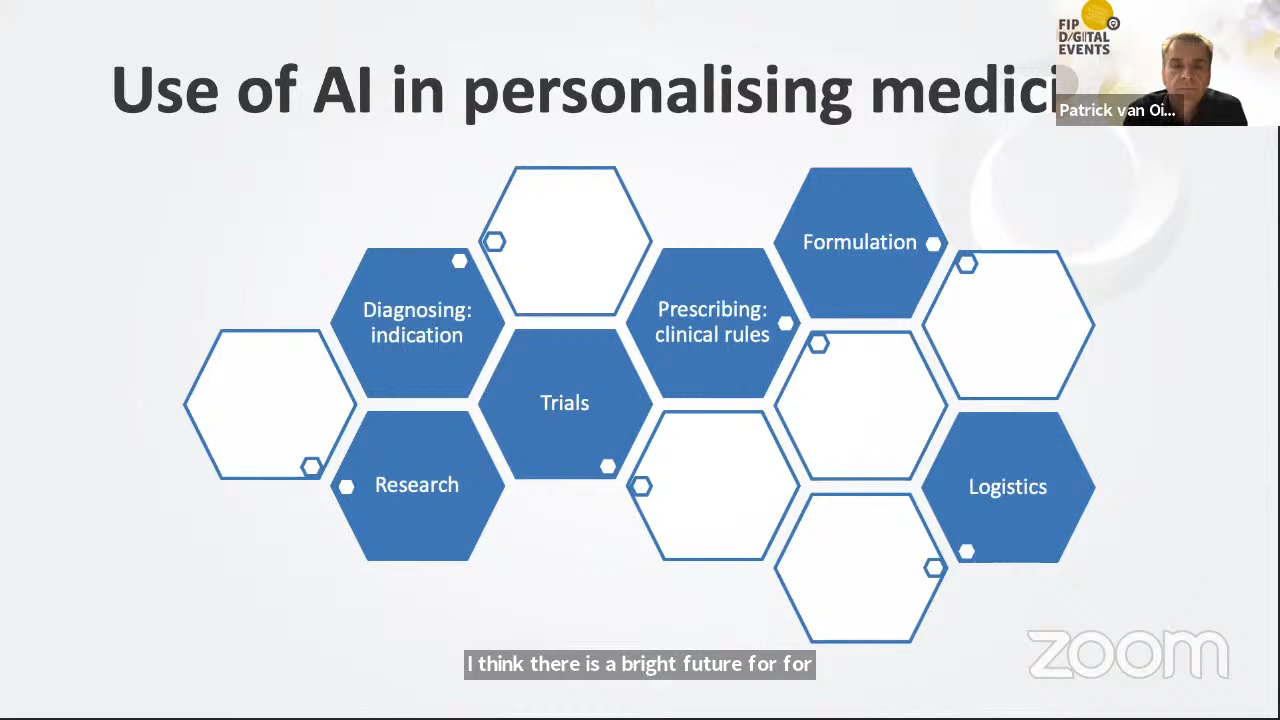 Use of AI in personalising medici
FIP
D/GITAL
EVENTS
Patrick van Oi...
Formulation
Diagnosing:
indication
Prescribing:
clinical rules
Trials
Research
Logistics
I think there is a bright future for for
zoom